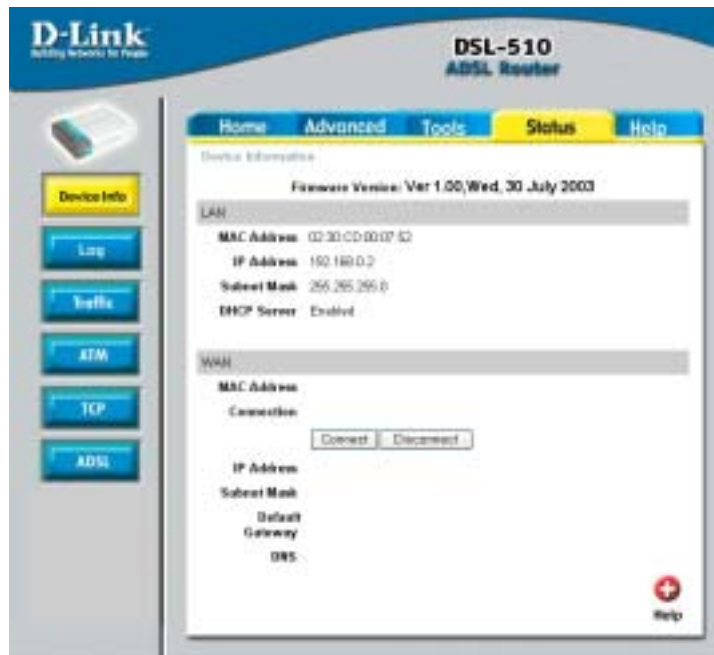 D-Link
Building Networks for People
DSL-510
ADSL Router
Home Advanced Tools Status Help
Device Information
Firmware Version: Ver 1.00,Wed, 30 July 2003
Device Info
Log
Traffic
ATM
TCP
ADSL
LAN
MAC Address 02:30:CD:00:07:52
IP Address 192.168.0.2
Subnet Mask 255.255.255.0
DHCP Server Enabled
WAN
MAC Address
Connection
Connect Disconnect
IP Address
Subnet Mask
Default
Gateway
DNS
Help